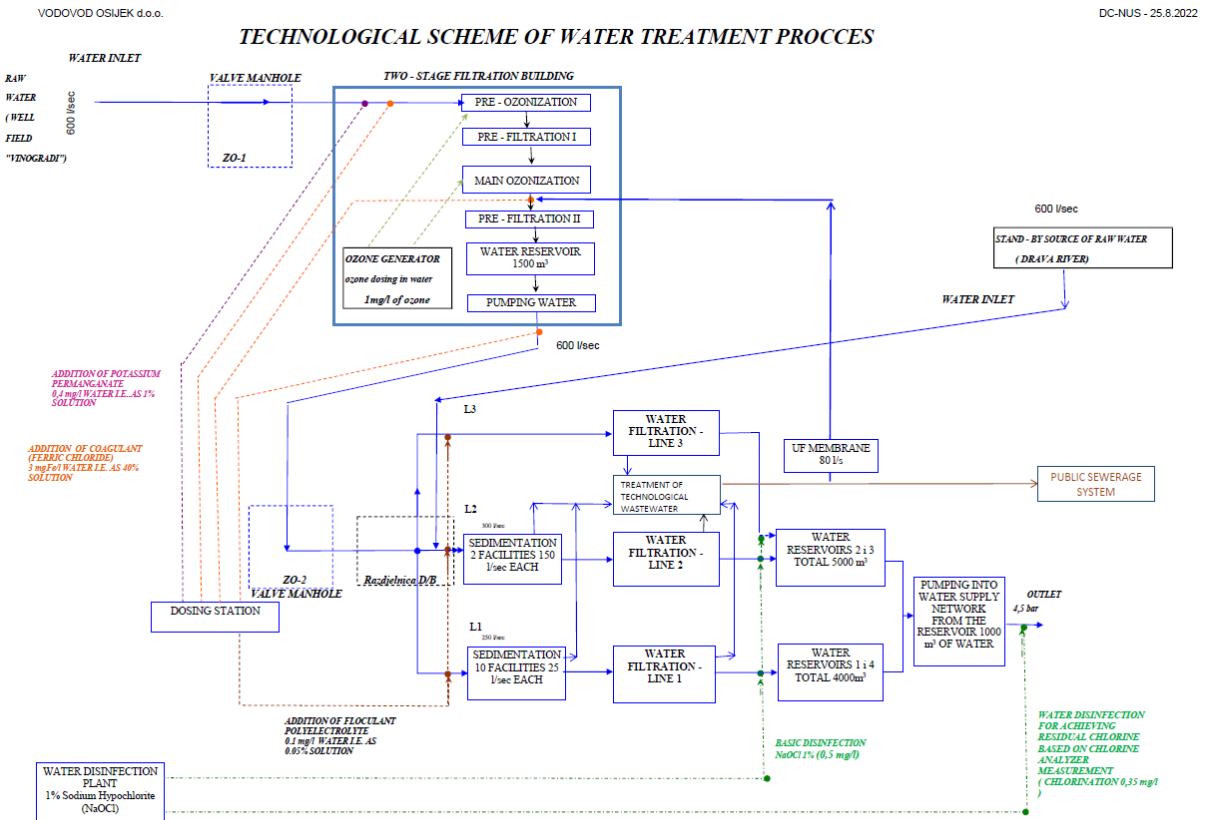 VODOVOD OSIJEK d.o.o.
DC-NUS - 25.8.2022
TECHNOLOGICAL SCHEME OF WATER TREATMENT PROCCES
WATER INLET
RAW
WATER
( WELL
FIELD
"VINOGRADI")
600 l/sec
VALVE MANHOLE
ZO-1
TWO - STAGE FILTRATION BUILDING
PRE - OZONIZATION
PRE - FILTRATION I
MAIN OZONIZATION
PRE - FILTRATION II
WATER RESERVOIR
1500 m³
PUMPING WATER
OZONE GENERATOR
ozone dosing in water
1mg/l of ozone
600 l/sec
600 l/sec
STAND - BY SOURCE OF RAW WATER
( DRAVA RIVER)
WATER INLET
ADDITION OF POTASSIUM
PERMANGANATE
0,4 mg/l WATER I.E..AS 1%
SOLUTION
ADDITION OF COAGULANT
(FERRIC CHLORIDE)
3 mgFe/l WATER I.E. AS 40%
SOLUTION
L3
WATER
FILTRATION -
LINE 3
UF MEMBRANE
80 l/s
TREATMENT OF
TECHNOLOGICAL
WASTEWATER
PUBLIC SEWERAGE
SYSTEM
L2
300 l/sec
SEDIMENTATION
2 FACILITIES 150
l/sec EACH
WATER
FILTRATION -
LINE 2
WATER
RESERVOIRS 2 i 3
TOTAL 5000 m³
ZO-2
VALVE MANHOLE
Razdjelnica D/B
DOSING STATION
PUMPING INTO
WATER SUPPLY
NETWORK
FROM THE
RESERVOIR 1000
m³ OF WATER
OUTLET
4,5 bar
L1
250 l/sec
SEDIMENTATION
10 FACILITIES 25
l/sec EACH
WATER
FILTRATION -
LINE 1
WATER
RESERVOIRS 1 i 4
TOTAL 4000m³
ADDITION OF FLOCULANT
POLYELECTROLYTE
0.1 mg/l WATER I.E. AS
0.05% SOLUTION
BASIC DISINFECTION
NaOCl 1% (0,5 mg/l)
WATER DISINFECTION
FOR ACHIEVING
RESIDUAL CHLORINE
BASED ON CHLORINE
ANALYZER
MEASUREMENT
( CHLORINATION 0,35 mg/l
)
WATER DISINFECTION
PLANT
1% Sodium Hypochlorite
(NaOCl)